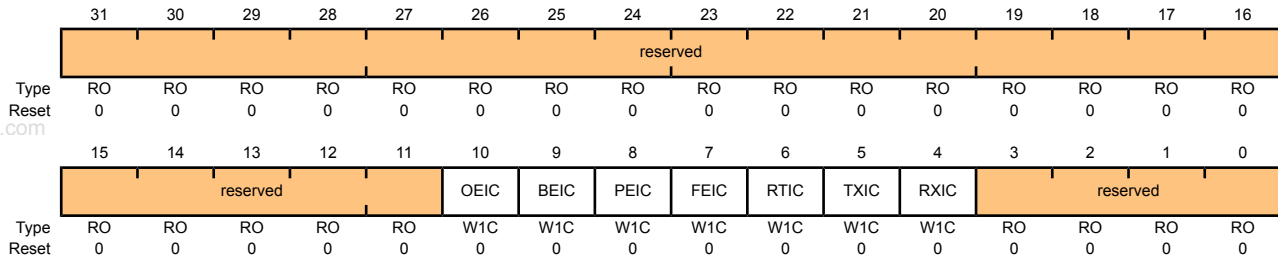 31 30 29 28 27 26 25 24 23 22 21 20 19 18 17 16
reserved
Type RO RO RO RO RO RO RO RO RO RO RO RO RO RO RO RO
Reset 0 0 0 0 0 0 0 0 0 0 0 0 0 0 0 0
.com
15 14 13 12 11 10 9 8 7 6 5 4 3 2 1 0
reserved OEIC BEIC PEIC FEIC RTIC TXIC RXIC reserved
Type RO RO RO RO RO W1C W1C W1C W1C W1C W1C W1C RO RO RO RO
Reset 0 0 0 0 0 0 0 0 0 0 0 0 0 0 0 0